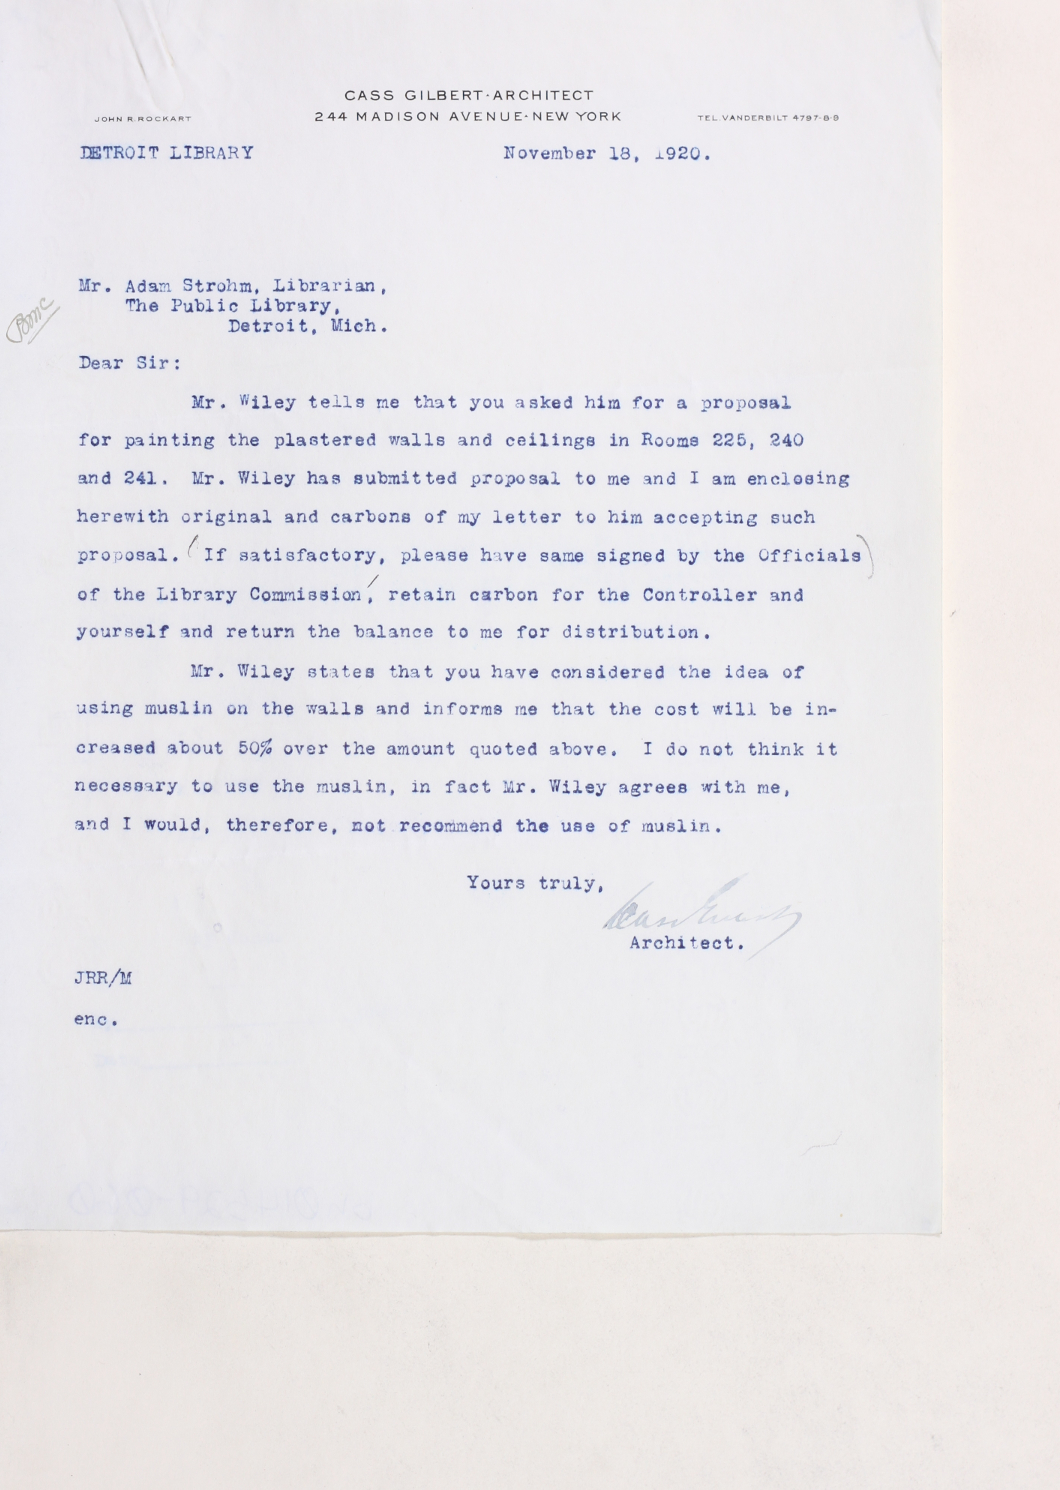 CASS GILBERT·ARCHITECT
JOHN R. ROCKART 244 MADISON AVENUE·NEW YORK TEL. VANDERBILT 4797-8-9
DETROIT LIBRARY November 18, 1920.
Mr. Adam Strohm, Librarian,
The Public Library,
Detroit, Mich.
Dear Sir:
Mr. Wiley tells me that you asked him for a proposal
for painting the plastered walls and ceilings in Rooms 225, 240
and 241. Mr. Wiley has submitted proposal to me and I am enclosing
herewith original and carbons of my letter to him accepting such
proposal. (If satisfactory, please have same signed by the Officials)
of the Library Commission, retain carbon for the Controller and
yourself and return the balance to me for distribution.
Mr. Wiley states that you have considered the idea of
using muslin on the walls and informs me that the cost will be in-
creased about 50% over the amount quoted above. I do not think it
necessary to use the muslin, in fact Mr. Wiley agrees with me,
and I would, therefore, not recommend the use of muslin.
Yours truly,
Cass Gilbert
Architect.
JRR/M
enc.